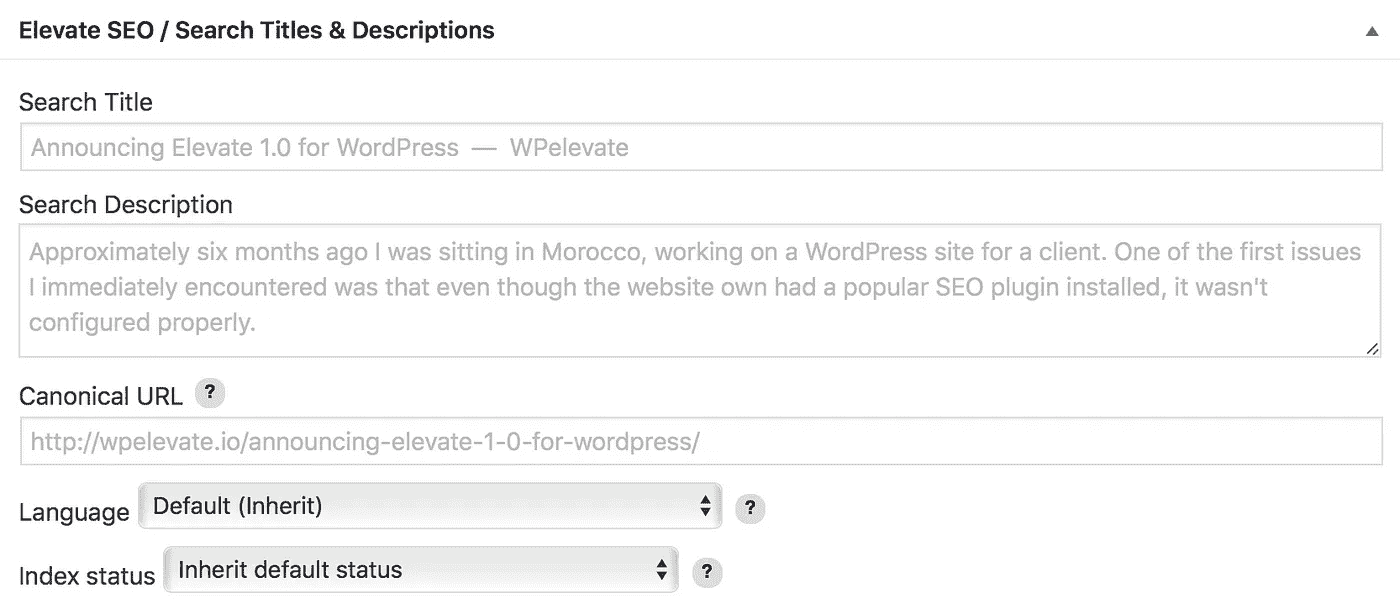 Elevate SEO / Search Titles & Descriptions
Search Title
Announcing Elevate 1.0 for WordPress — WPelevate
Search Description
Approximately six months ago I was sitting in Morocco, working on a WordPress site for a client. One of the first issues
I immediately encountered was that even though the website own had a popular SEO plugin installed, it wasn't
configured properly.
Canonical URL ?
http://wpelevate.io/announcing-elevate-1-0-for-wordpress/
Language Default (Inherit) ?
Index status Inherit default status ?